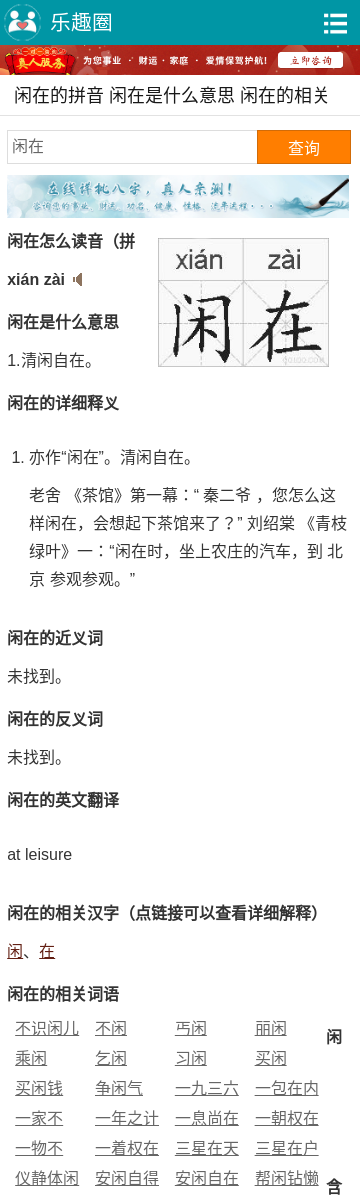 乐趣圈
真人服务 为您事业 · 财运 · 家庭 · 爱情保驾护航! 立即咨询
闲在的拼音 闲在是什么意思 闲在的相关
闲在 查询
在线详批八字，真人亲测!
咨询您的事业、财运、功名、健康、性格、流年运程···
闲在怎么读音（拼
xián zài
xián zài
闲在
闲在是什么意思
1.清闲自在。
闲在的详细释义
1. 亦作“闲在”。清闲自在。
老舍 《茶馆》第一幕：“ 秦二爷 ，您怎么这
样闲在，会想起下茶馆来了？” 刘绍棠 《青枝
绿叶》一：“闲在时，坐上农庄的汽车，到 北
京 参观参观。”
闲在的近义词
未找到。
闲在的反义词
未找到。
闲在的英文翻译
at leisure
闲在的相关汉字（点链接可以查看详细解释）
闲、在
闲在的相关词语
不识闲儿 不闲 丐闲 丽闲 闲
乘闲 乞闲 习闲 买闲
买闲钱 争闲气 一九三六 一包在内
一家不 一年之计 一息尚在 一朝权在
一物不 一着权在 三星在天 三星在户
仪静体闲 安闲自得 安闲自在 帮闲钻懒 含